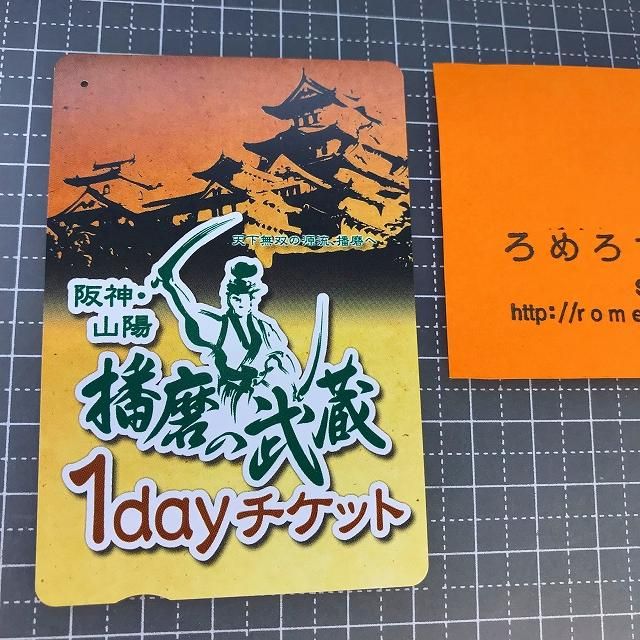 天下無双の源流、播磨へ
阪神・
山陽
播磨の武蔵
1dayチケット
ろめろ
http://rome